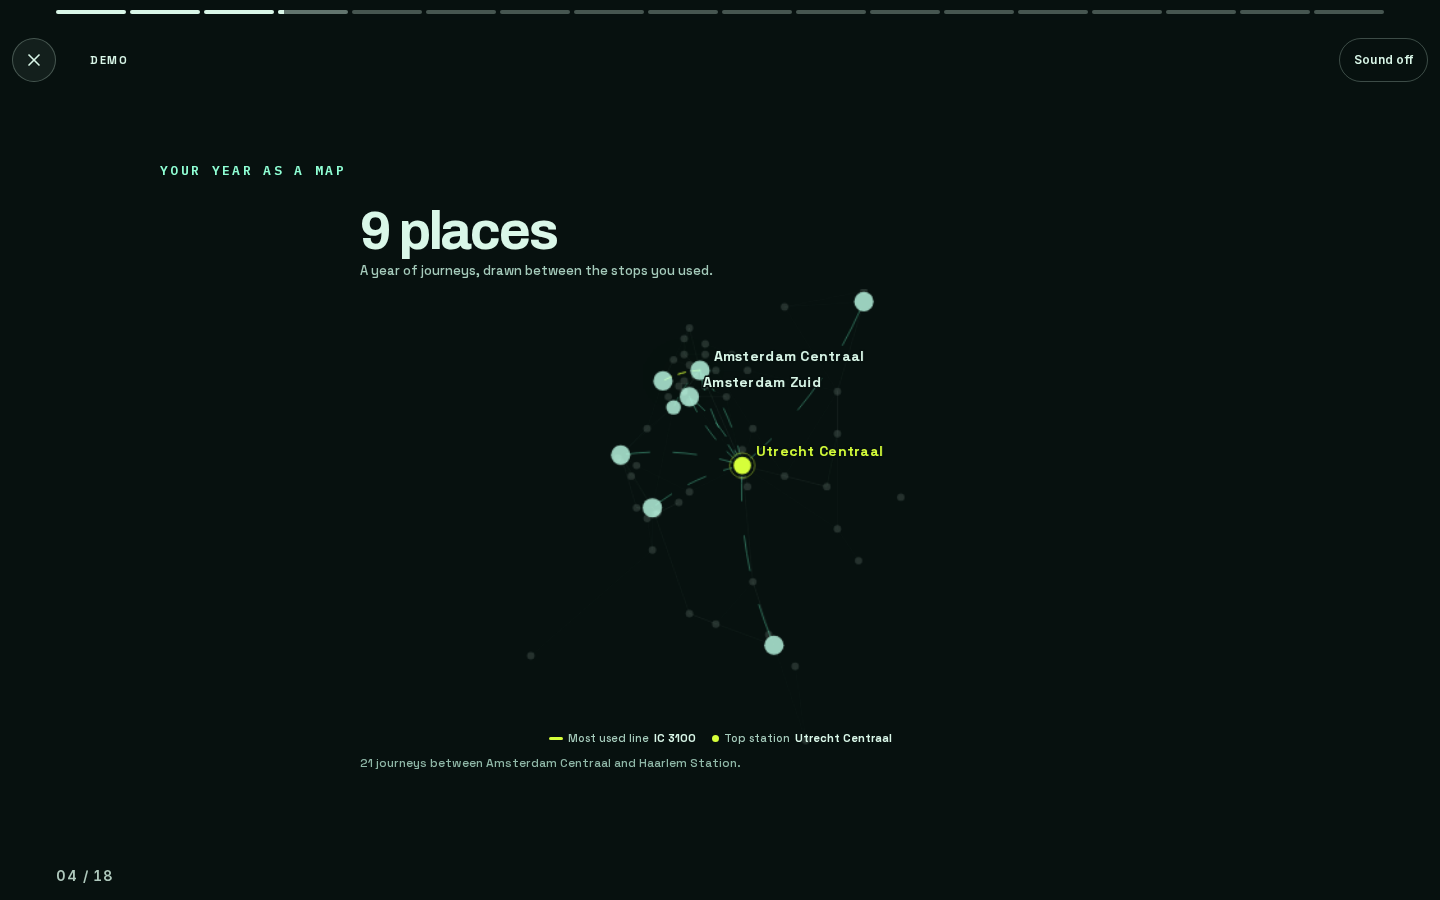 DEMO
Sound off
YOUR YEAR AS A MAP
9 places
A year of journeys, drawn between the stops you used.
Amsterdam Centraal
Amsterdam Zuid
Utrecht Centraal
Most used line IC 3100 Top station Utrecht Centraal
21 journeys between Amsterdam Centraal and Haarlem Station.
04 / 18